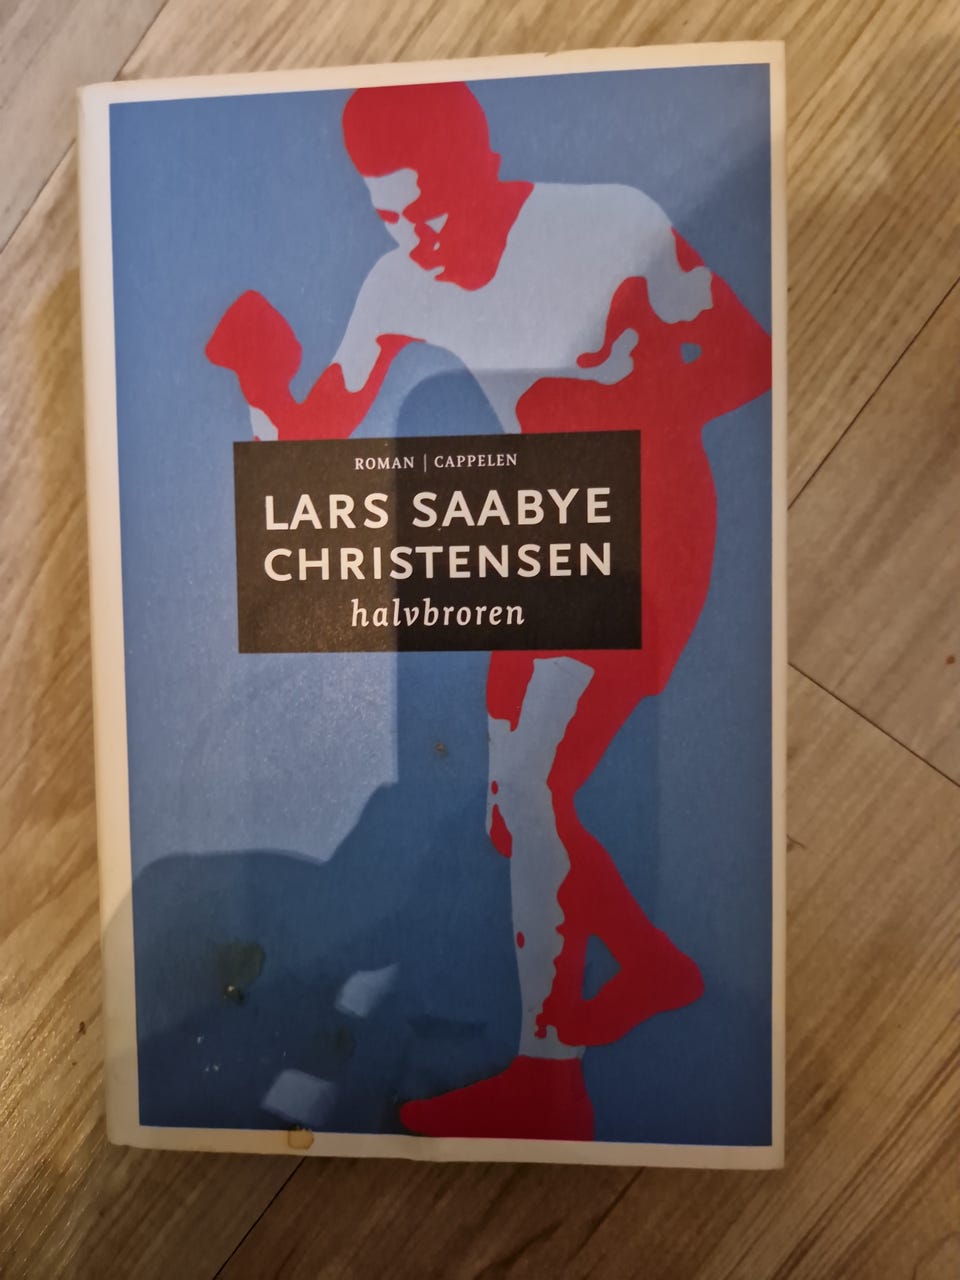 ROMAN | CAPPELEN
LARS SAABYE
CHRISTENSEN
halvbroren